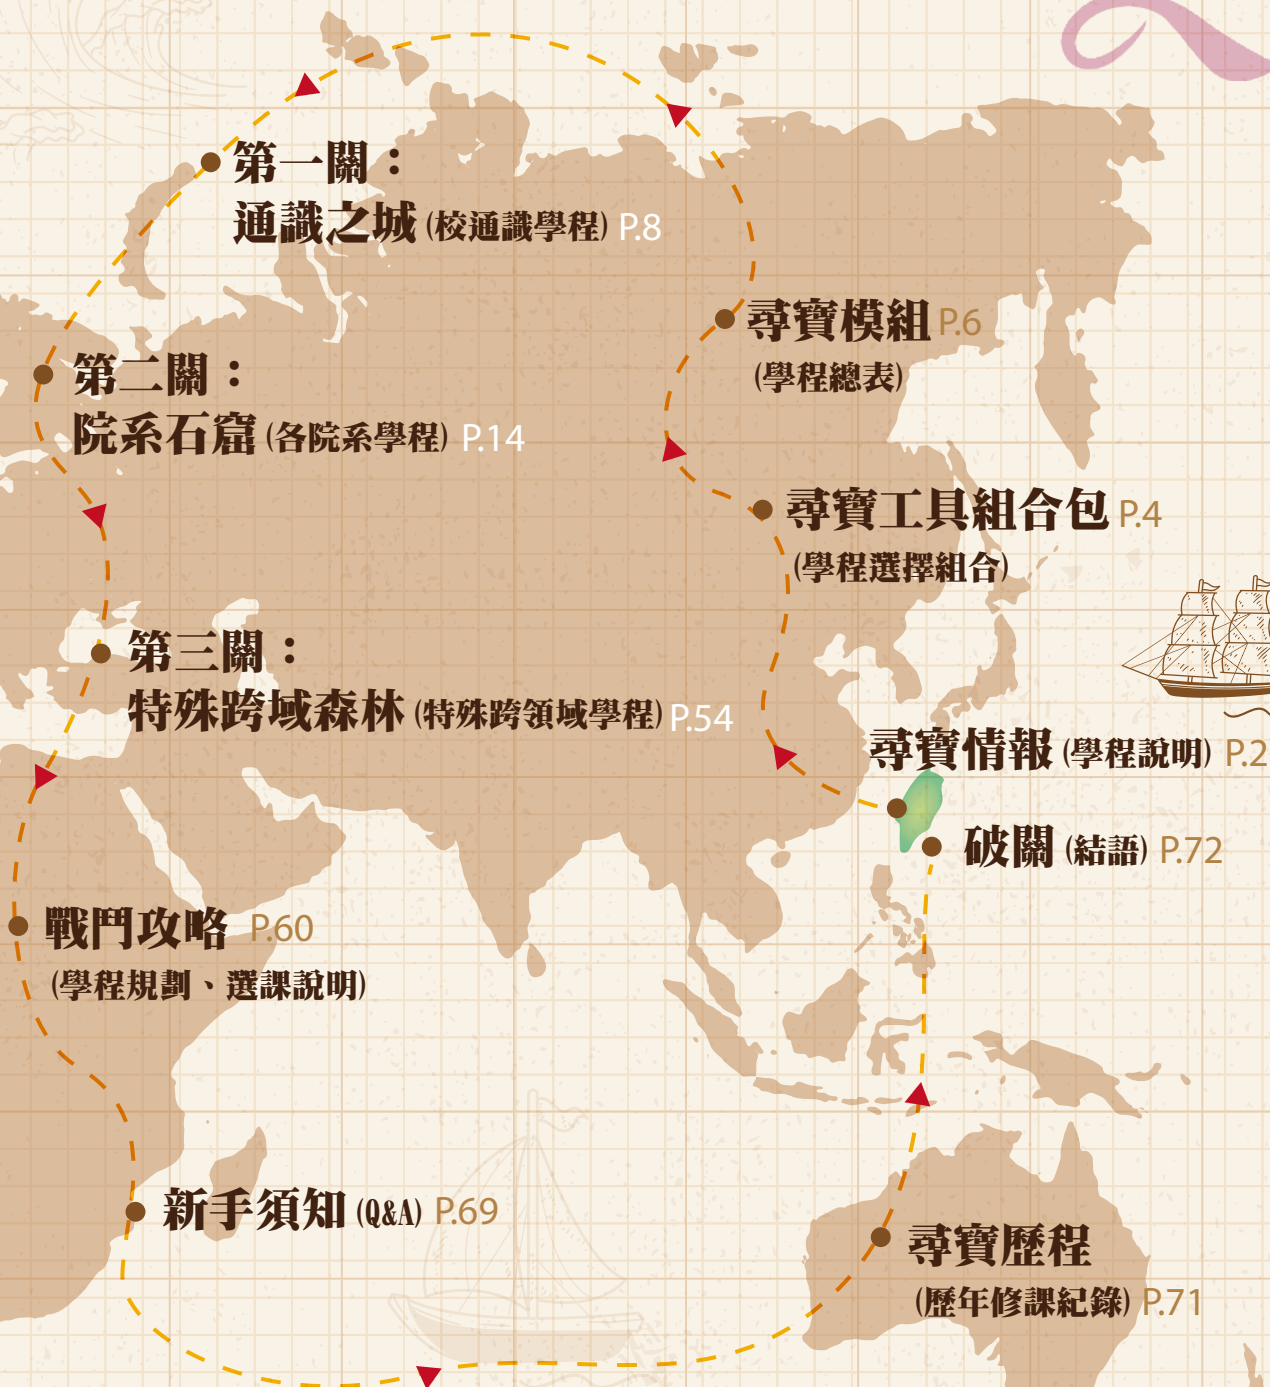 第一關：
通識之城 (校通識學程) P.8
尋寶模組 P.6
(學程總表)
第二關：
院系石窟 (各院系學程) P.14
尋寶工具組合包 P.4
(學程選擇組合)
第三關：
特殊跨域森林 (特殊跨領域學程) P.54
尋寶情報 (學程說明) P.2
破關 (結語) P.72
戰鬥攻略 P.60
(學程規劃、選課說明)
新手須知 (Q&A) P.69
尋寶歷程
(歷年修課紀錄) P.71